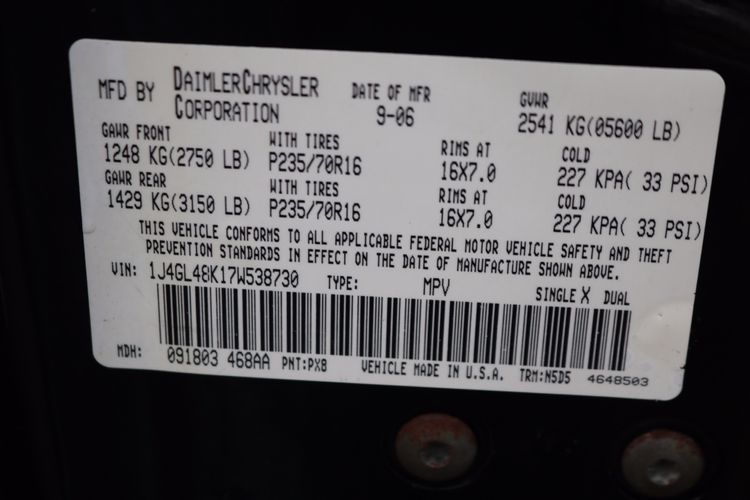 MFD BY DAIMLERCHRYSLER CORPORATION DATE OF MFR 9-06 GVWR 2541 KG(05600 LB)
GAWR FRONT WITH TIRES RIMS AT COLD
1248 KG(2750 LB) P235/70R16 16X7.0 227 KPA( 33 PSI)
GAWR REAR WITH TIRES RIMS AT COLD
1429 KG(3150 LB) P235/70R16 16X7.0 227 KPA( 33 PSI)
THIS VEHICLE CONFORMS TO ALL APPLICABLE FEDERAL MOTOR VEHICLE SAFETY AND THEFT
PREVENTION STANDARDS IN EFFECT ON THE DATE OF MANUFACTURE SHOWN ABOVE.
VIN: 1J4GL48K17W538730 TYPE: MPV SINGLE X DUAL
MDH: 091803 468AA PNT:PX8 VEHICLE MADE IN U.S.A. TRM:N5D5 4648503